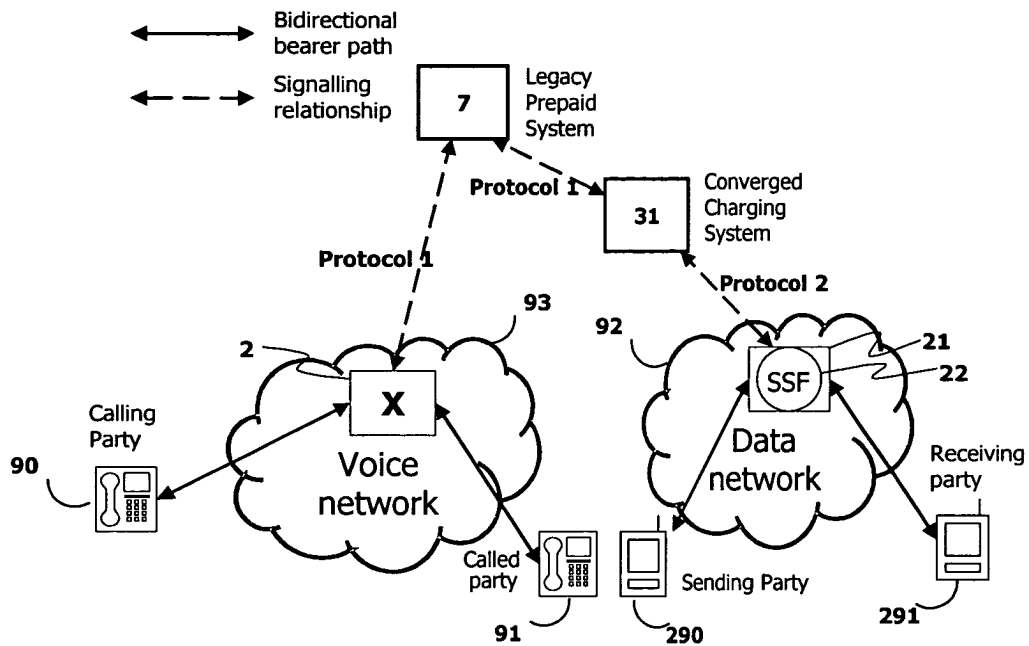 Bidirectional
bearer path
Signalling
relationship
7
Legacy
Prepaid
System
Protocol 1
31
Converged
Charging
System
Protocol 1
Protocol 2
93
92
2
21
22
SSF
X
Calling
Party
90
Voice
network
Data
network
Receiving
party
Called
party
Sending Party
91
290
291